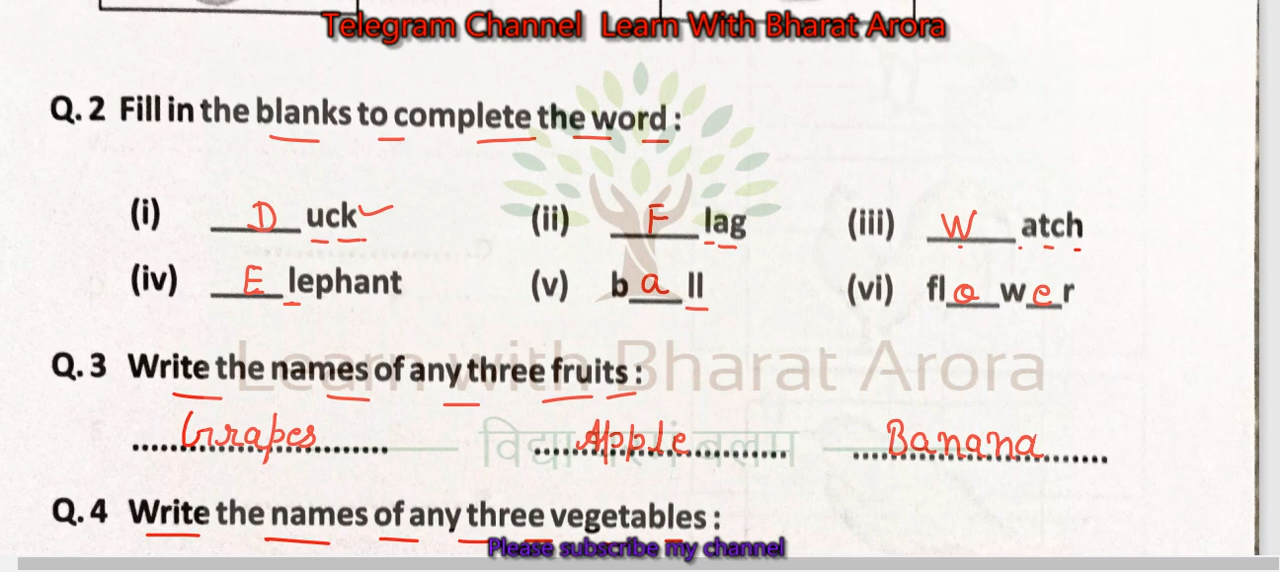 Telegram Channel Learn With Bharat Arora
Q. 2 Fill in the blanks to complete the word :
(i) D uck (ii) F lag (iii) W atch
(iv) E lephant (v) b a ll (vi) fl o w e r
Learn with Bharat Arora
Q. 3 Write the names of any three fruits :
Grapes Apple Banana
विद्या परमं बलम
Q. 4 Write the names of any three vegetables :
Please subscribe my channel